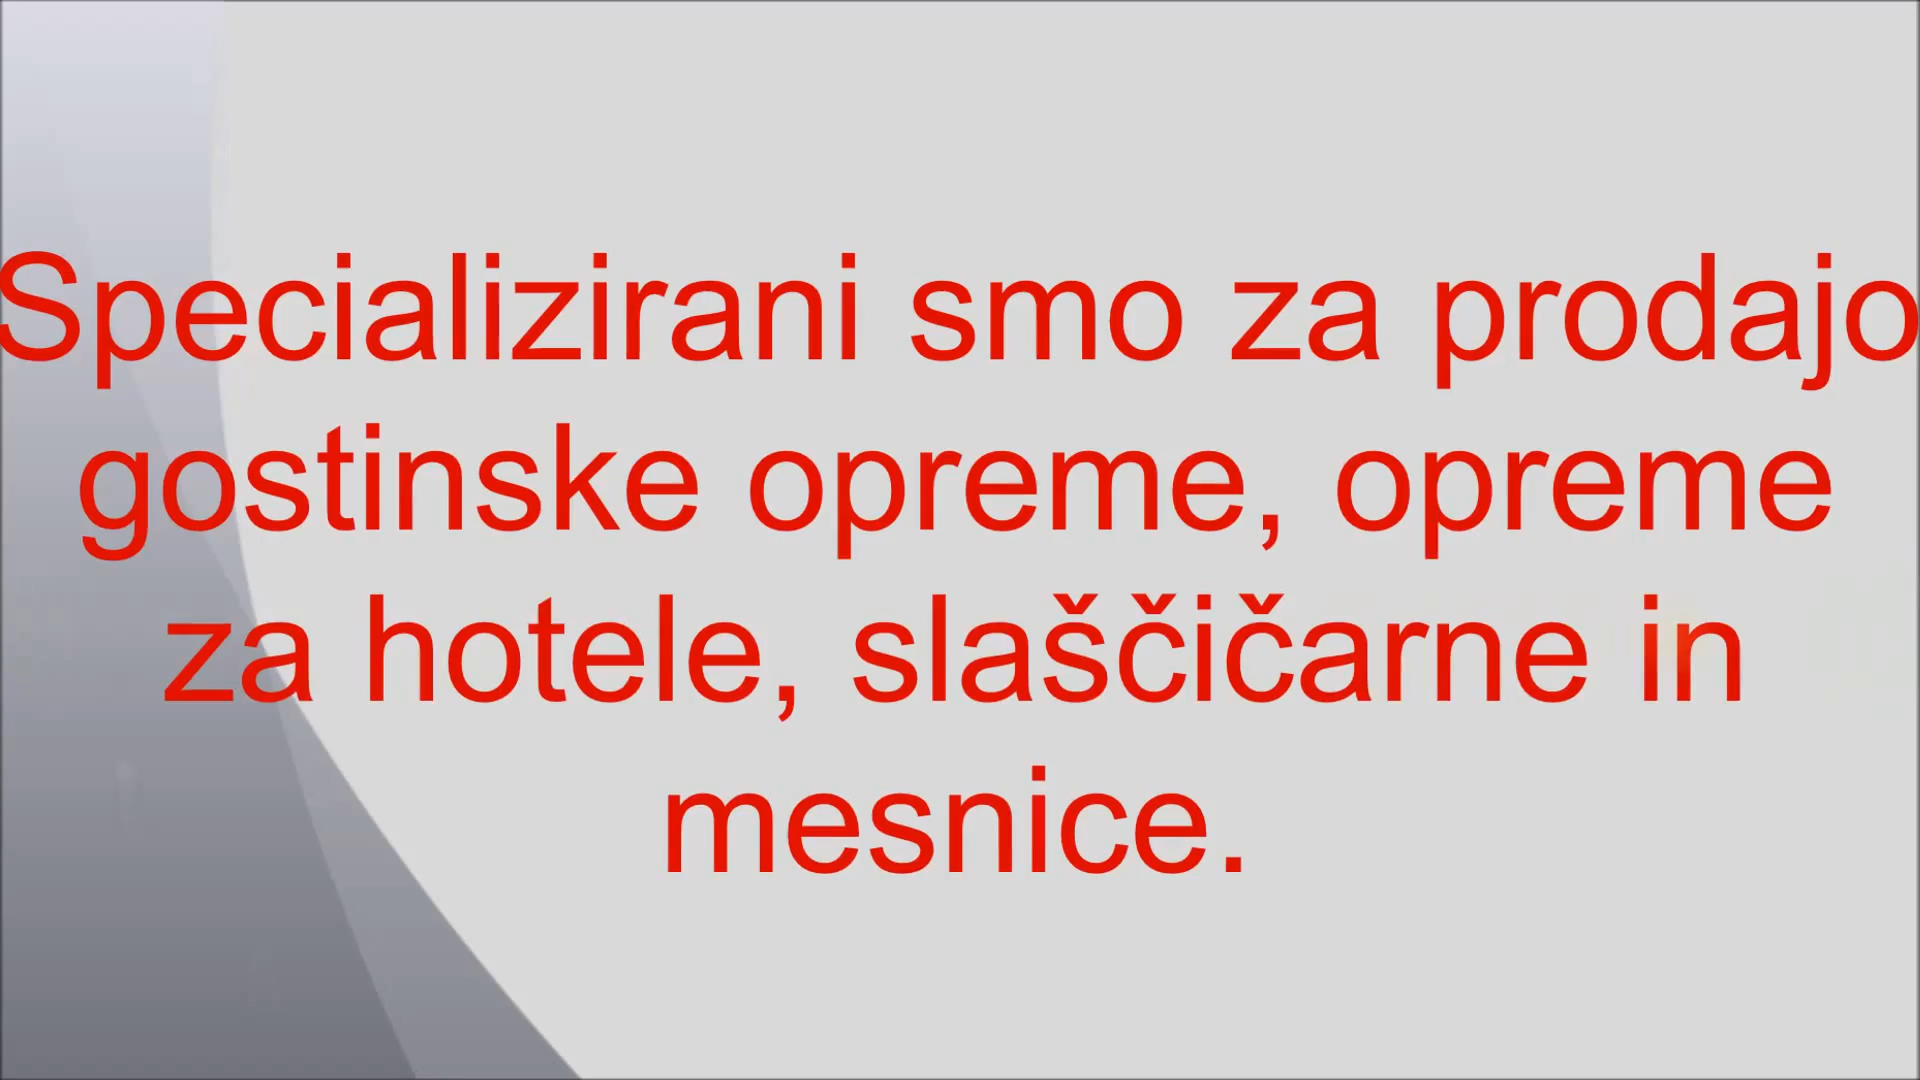 Specializirani smo za prodajo
gostinske opreme, opreme
za hotele, slaščičarne in
mesnice.